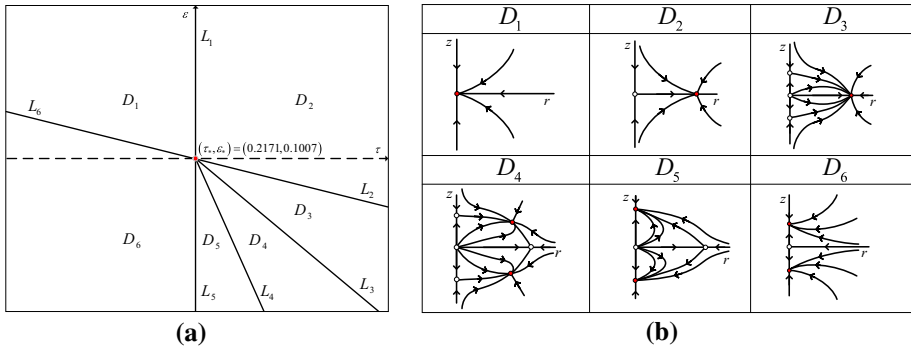 ε
L₁
D₁
D₂
L₆
(τ*,ε*) = (0.2171,0.1007)
τ
L₂
D₃
D₆
D₅
D₄
L₃
L₅
L₄
(a)
D₁
D₂
D₃
z
r
z
r
z
r
D₄
D₅
D₆
z
r
z
r
z
r
(b)